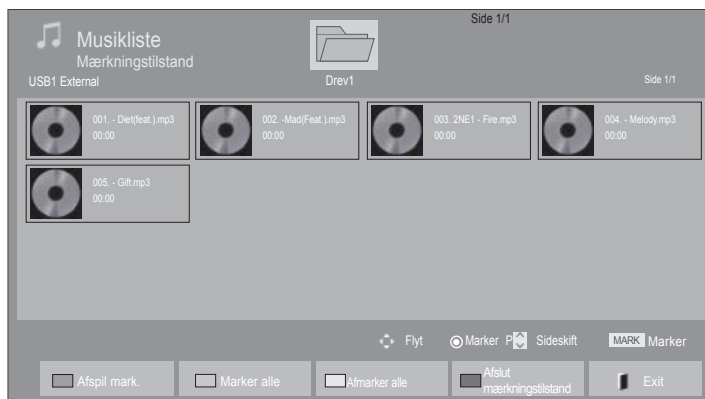 Side 1/1
Musikliste
Mærkningstilstand
USB1 External
Drev1
Side 1/1
001. - Diet(feat.).mp3
00:00
002. -Mad(Feat.).mp3
00:00
003. 2NE1 - Fire.mp3
00:00
004. - Melody.mp3
00:00
005. - Gift.mp3
00:00
Flyt Marker P Sideskift MARK Marker
Afspil mark.
Marker alle
Afmarker alle
Afslut
mærkningstilstand
Exit